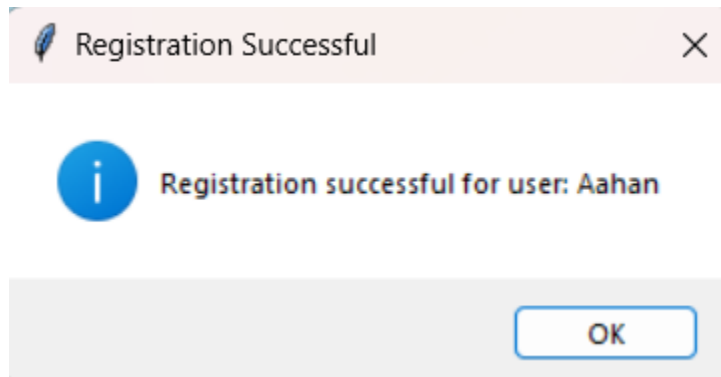 Registration Successful
Registration successful for user: Aahan
OK